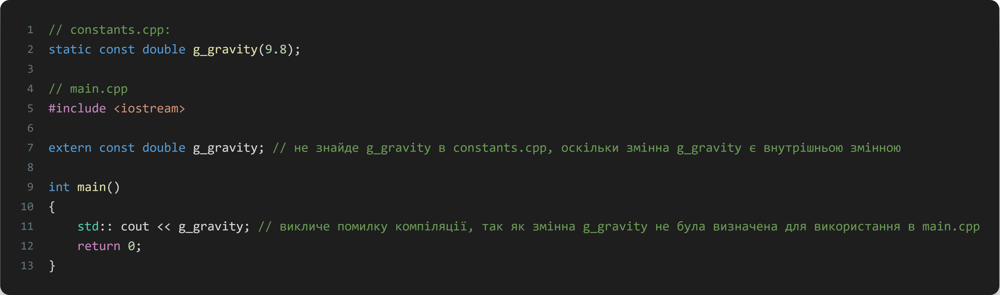 1 // constants.cpp:
2 static const double g_gravity(9.8);
3
4 // main.cpp
5 #include <iostream>
6
7 extern const double g_gravity; // не знайде g_gravity в constants.cpp, оскільки змінна g_gravity є внутрішньою змінною
8
9 int main()
10 {
11     std:: cout << g_gravity; // викличе помилку компіляції, так як змінна g_gravity не була визначена для використання в main.cpp
12     return 0;
13 }